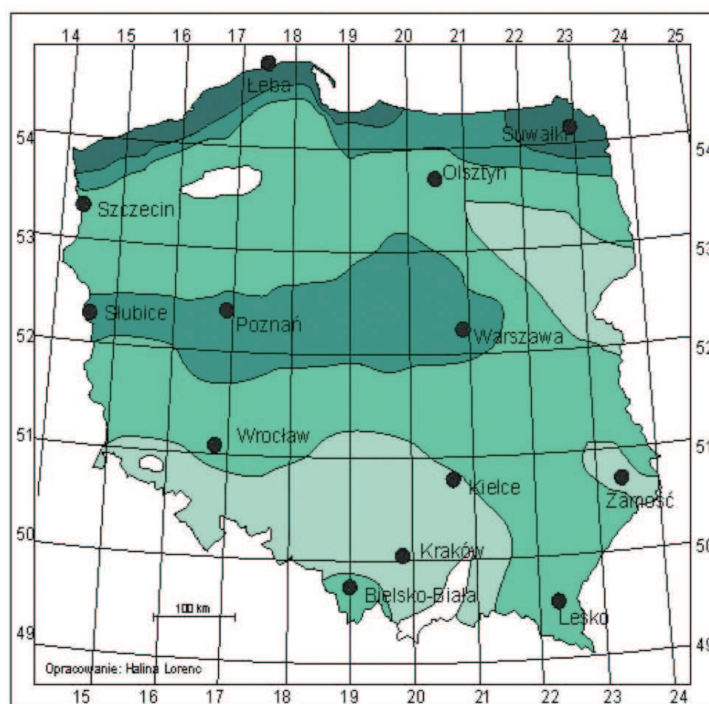 14 15 16 17 18 19 20 21 22 23 24 25
Łeba
54
Suwałki
54
Olsztyn
Szczecin
53
53
Słubice
Poznań
Warszawa
52
52
Wrocław
51
51
Kielce
Zamość
50
50
Kraków
Bielsko-Biała
Lesko
100 km
49
49
Opracowanie: Halina Lorenc
15 16 17 18 19 20 21 22 23 24